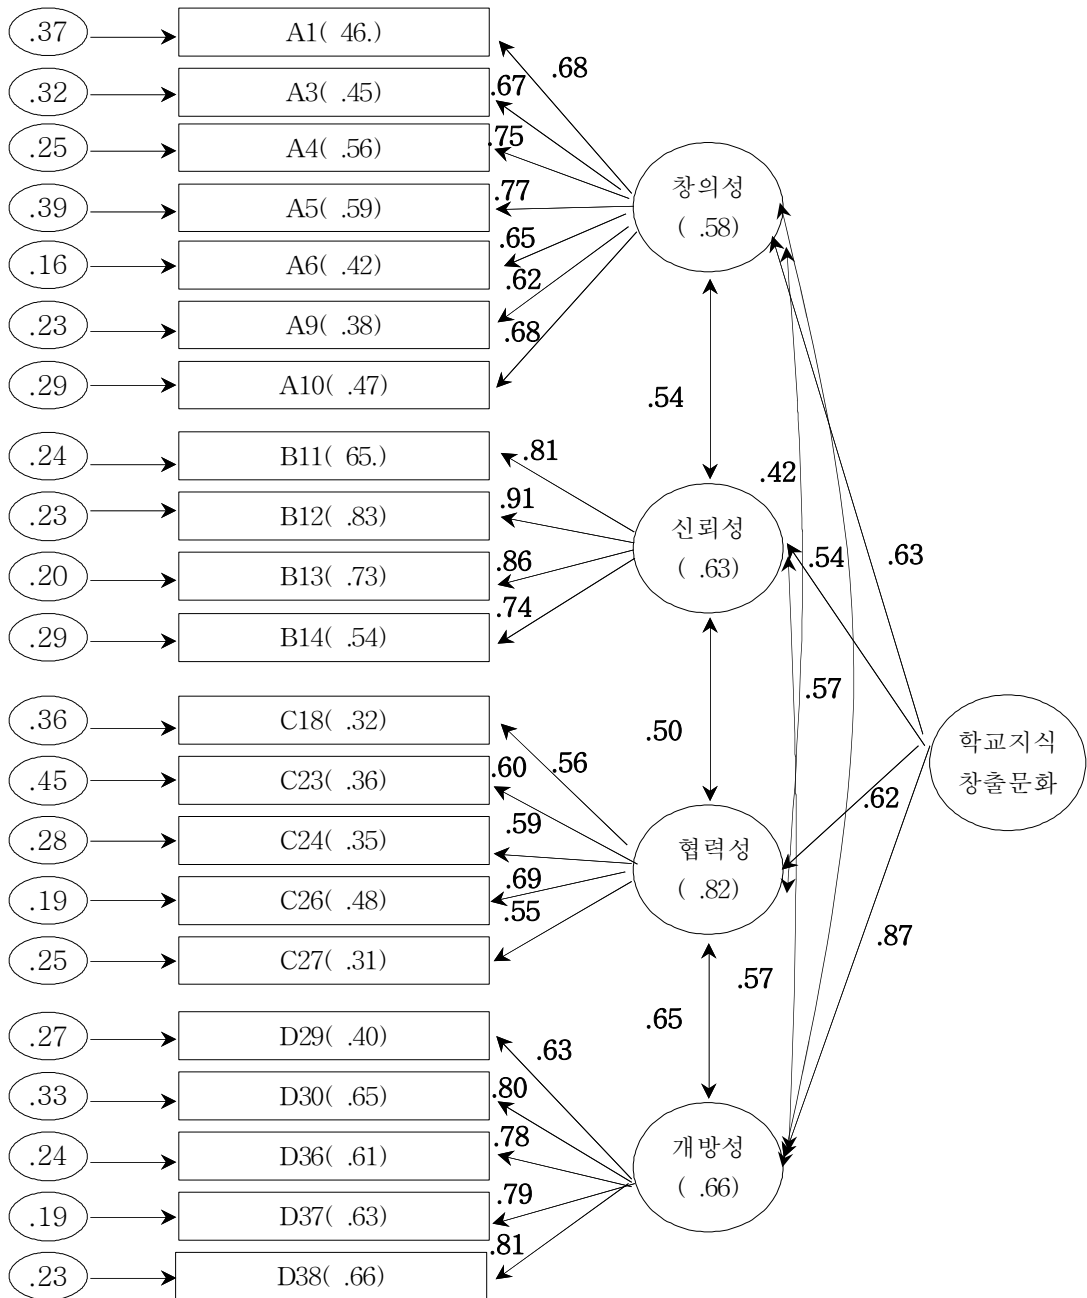 .37
A1( 46.)
.68
.32
A3( .45)
.67
.25
A4( .56)
.75
창의성
( .58)
.39
A5( .59)
.77
.16
A6( .42)
.65
.23
A9( .38)
.62
.29
A10( .47)
.68
.54
.24
B11( 65.)
.81
.42
.23
B12( .83)
.91
신뢰성
( .63)
.54
.63
.20
B13( .73)
.86
.29
B14( .54)
.74
.57
.36
C18( .32)
.56
.50
학교지식
창출문화
.45
C23( .36)
.60
.62
.28
C24( .35)
.59
협력성
( .82)
.19
C26( .48)
.69
.25
C27( .31)
.55
.87
.57
.65
.27
D29( .40)
.63
.33
D30( .65)
.80
.24
D36( .61)
.78
개방성
( .66)
.19
D37( .63)
.79
.23
D38( .66)
.81